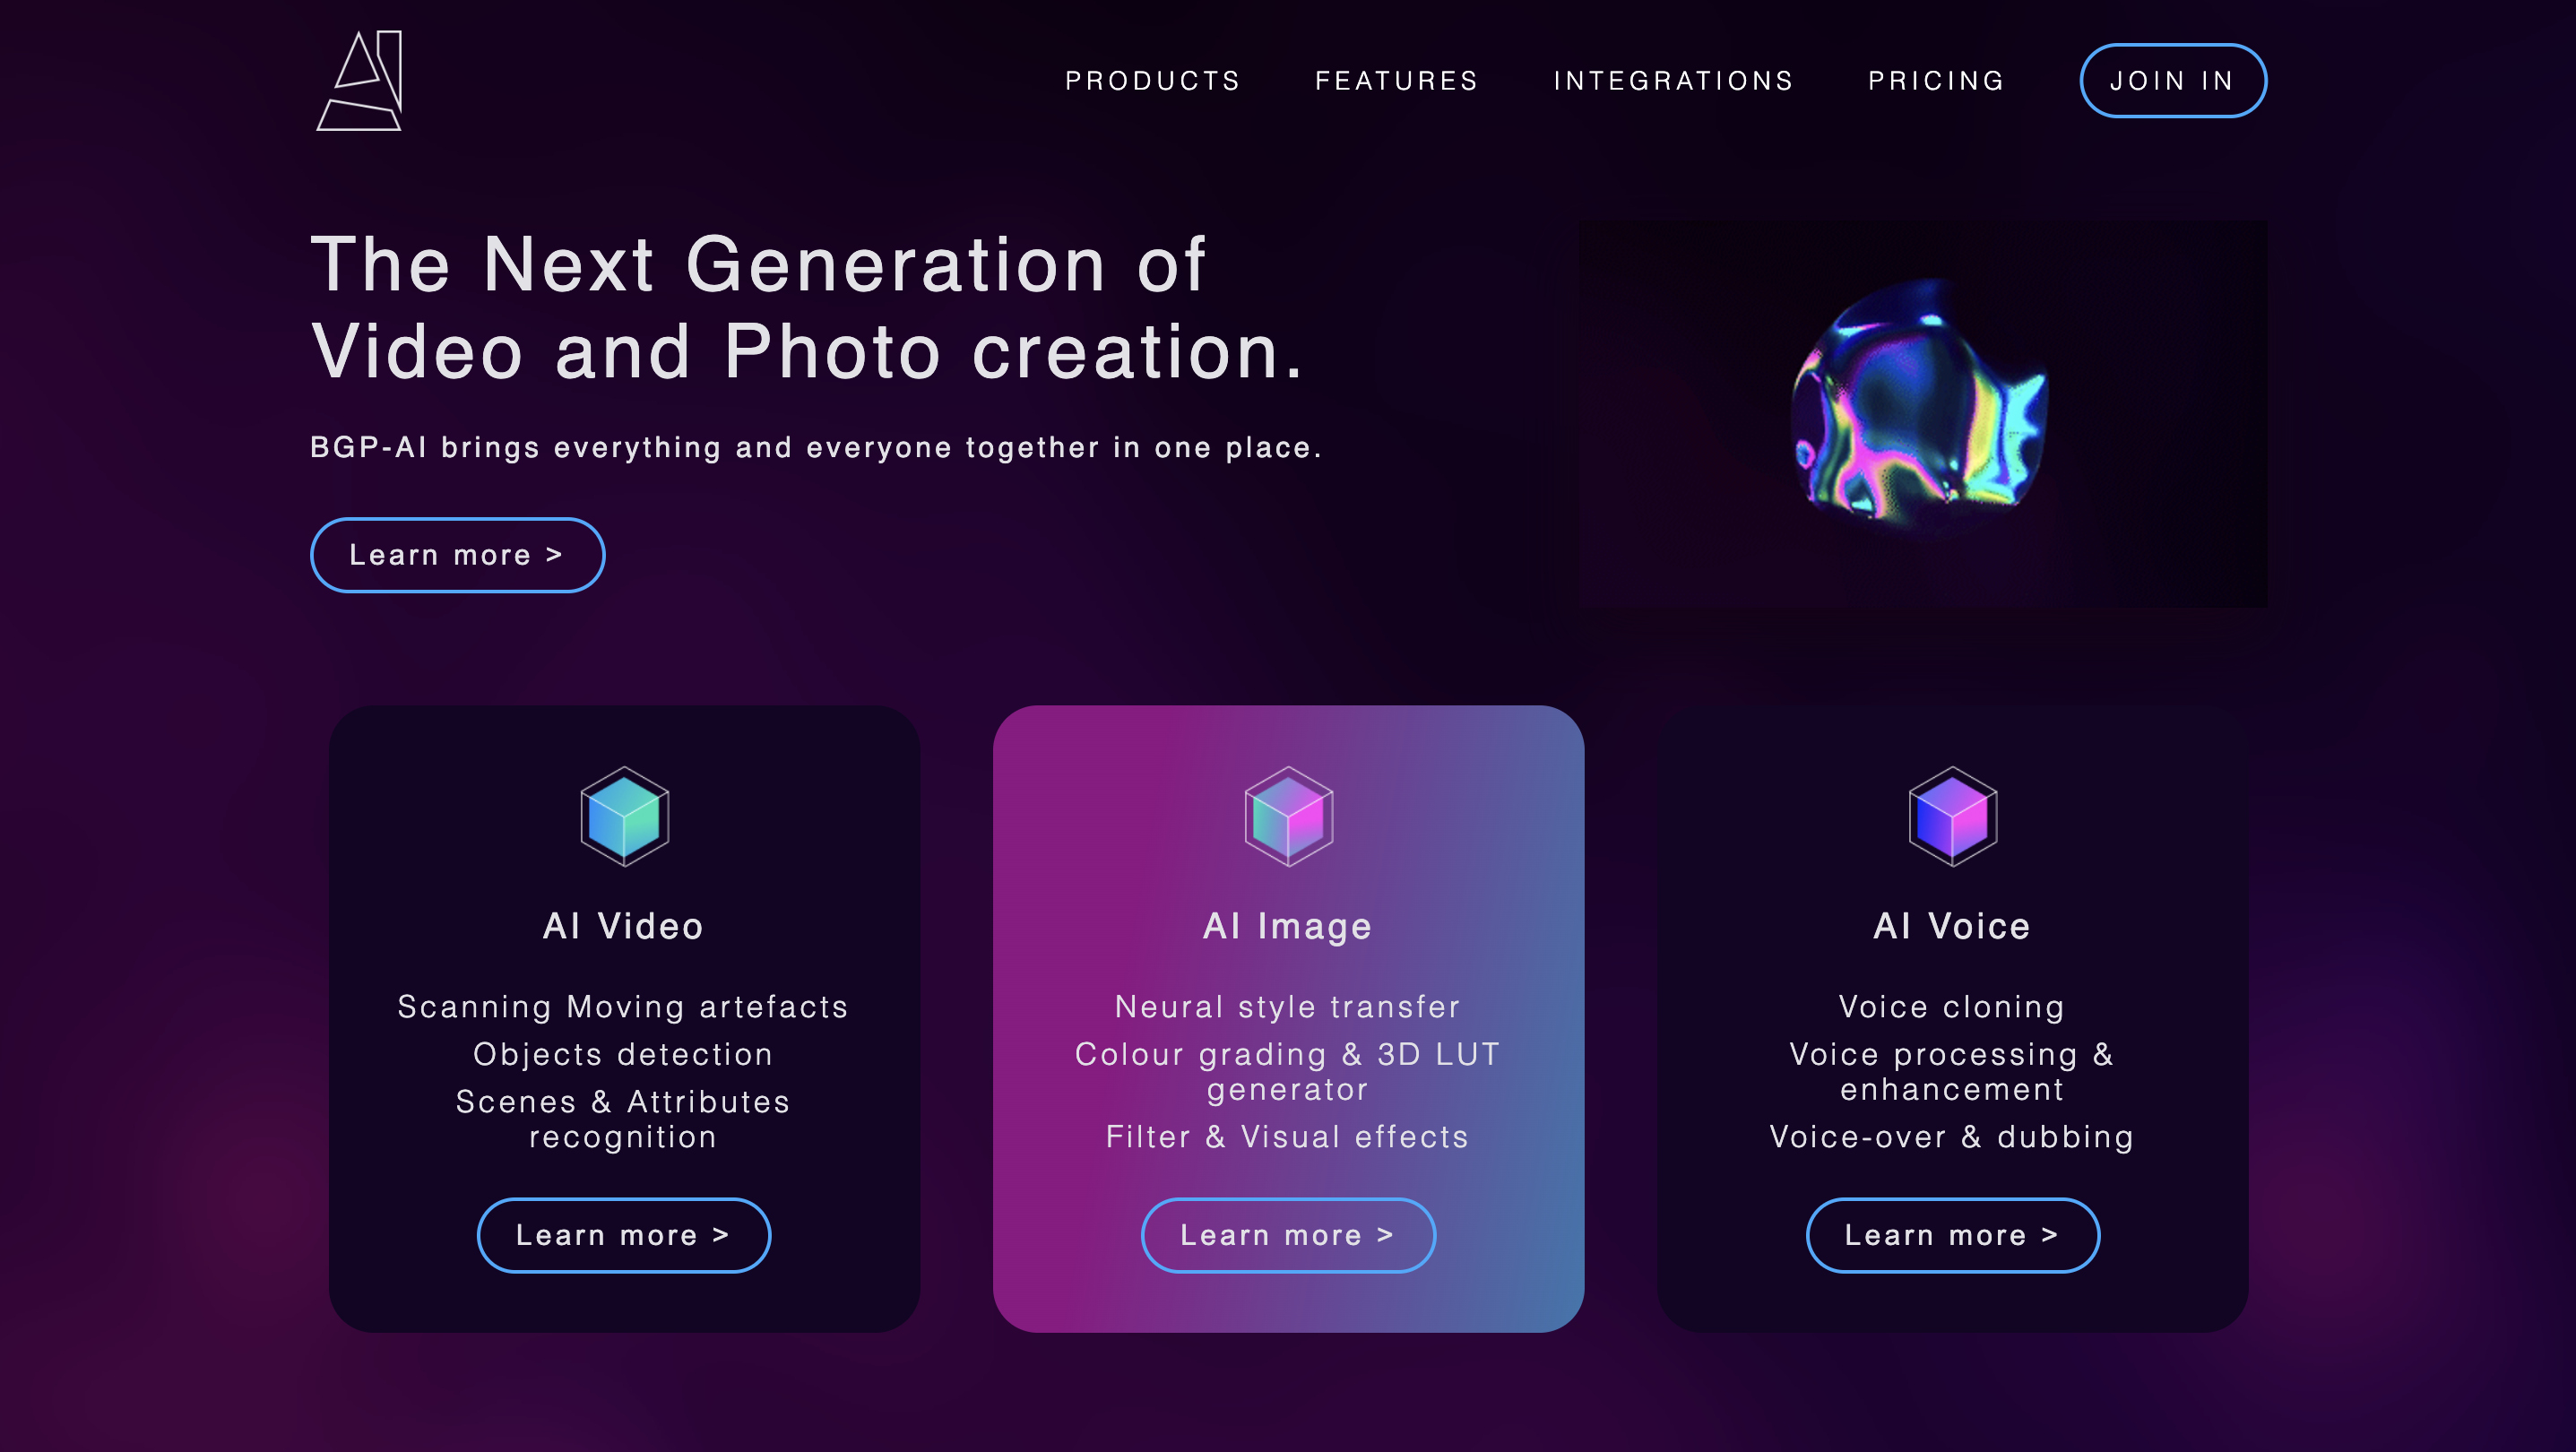 AI
PRODUCTS
FEATURES
INTEGRATIONS
PRICING
JOIN IN
The Next Generation of
Video and Photo creation.
BGP-AI brings everything and everyone together in one place.
Learn more >
AI Video
Scanning Moving artefacts
Objects detection
Scenes & Attributes
recognition
Learn more >
AI Image
Neural style transfer
Colour grading & 3D LUT
generator
Filter & Visual effects
Learn more >
AI Voice
Voice cloning
Voice processing &
enhancement
Voice-over & dubbing
Learn more >